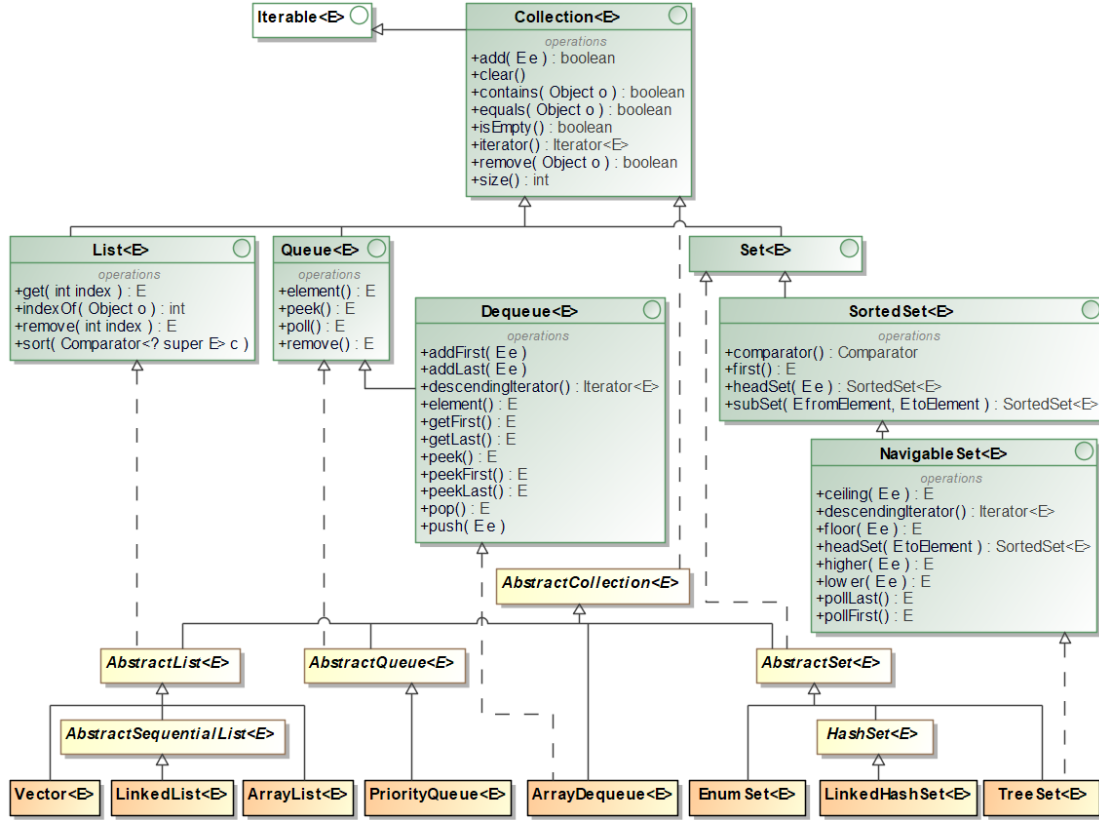 Iterable<E>
Collection<E>
operations
+add( E e ) : boolean
+clear()
+contains( Object o ) : boolean
+equals( Object o ) : boolean
+isEmpty() : boolean
+iterator() : Iterator<E>
+remove( Object o ) : boolean
+size() : int
List<E>
operations
+get( int index ) : E
+indexOf( Object o ) : int
+remove( int index ) : E
+sort( Comparator<? super E> c )
Queue<E>
operations
+element() : E
+peek() : E
+poll() : E
+remove() : E
Set<E>
Dequeue<E>
operations
+addFirst( E e )
+addLast( E e )
+descendingIterator() : Iterator<E>
+element() : E
+getFirst() : E
+getLast() : E
+peek() : E
+peekFirst() : E
+peekLast() : E
+pop() : E
+push( E e )
SortedSet<E>
operations
+comparator() : Comparator
+first() : E
+headSet( E e ) : SortedSet<E>
+subSet( E fromElement, E toElement ) : SortedSet<E>
NavigableSet<E>
operations
+ceiling( E e ) : E
+descendingIterator() : Iterator<E>
+floor( E e ) : E
+headSet( E toElement ) : SortedSet<E>
+higher( E e ) : E
+lower( E e ) : E
+pollLast() : E
+pollFirst() : E
AbstractCollection<E>
AbstractList<E>
AbstractQueue<E>
AbstractSet<E>
AbstractSequentialList<E>
HashSet<E>
Vector<E>
LinkedList<E>
ArrayList<E>
PriorityQueue<E>
ArrayDequeue<E>
EnumSet<E>
LinkedHashSet<E>
TreeSet<E>